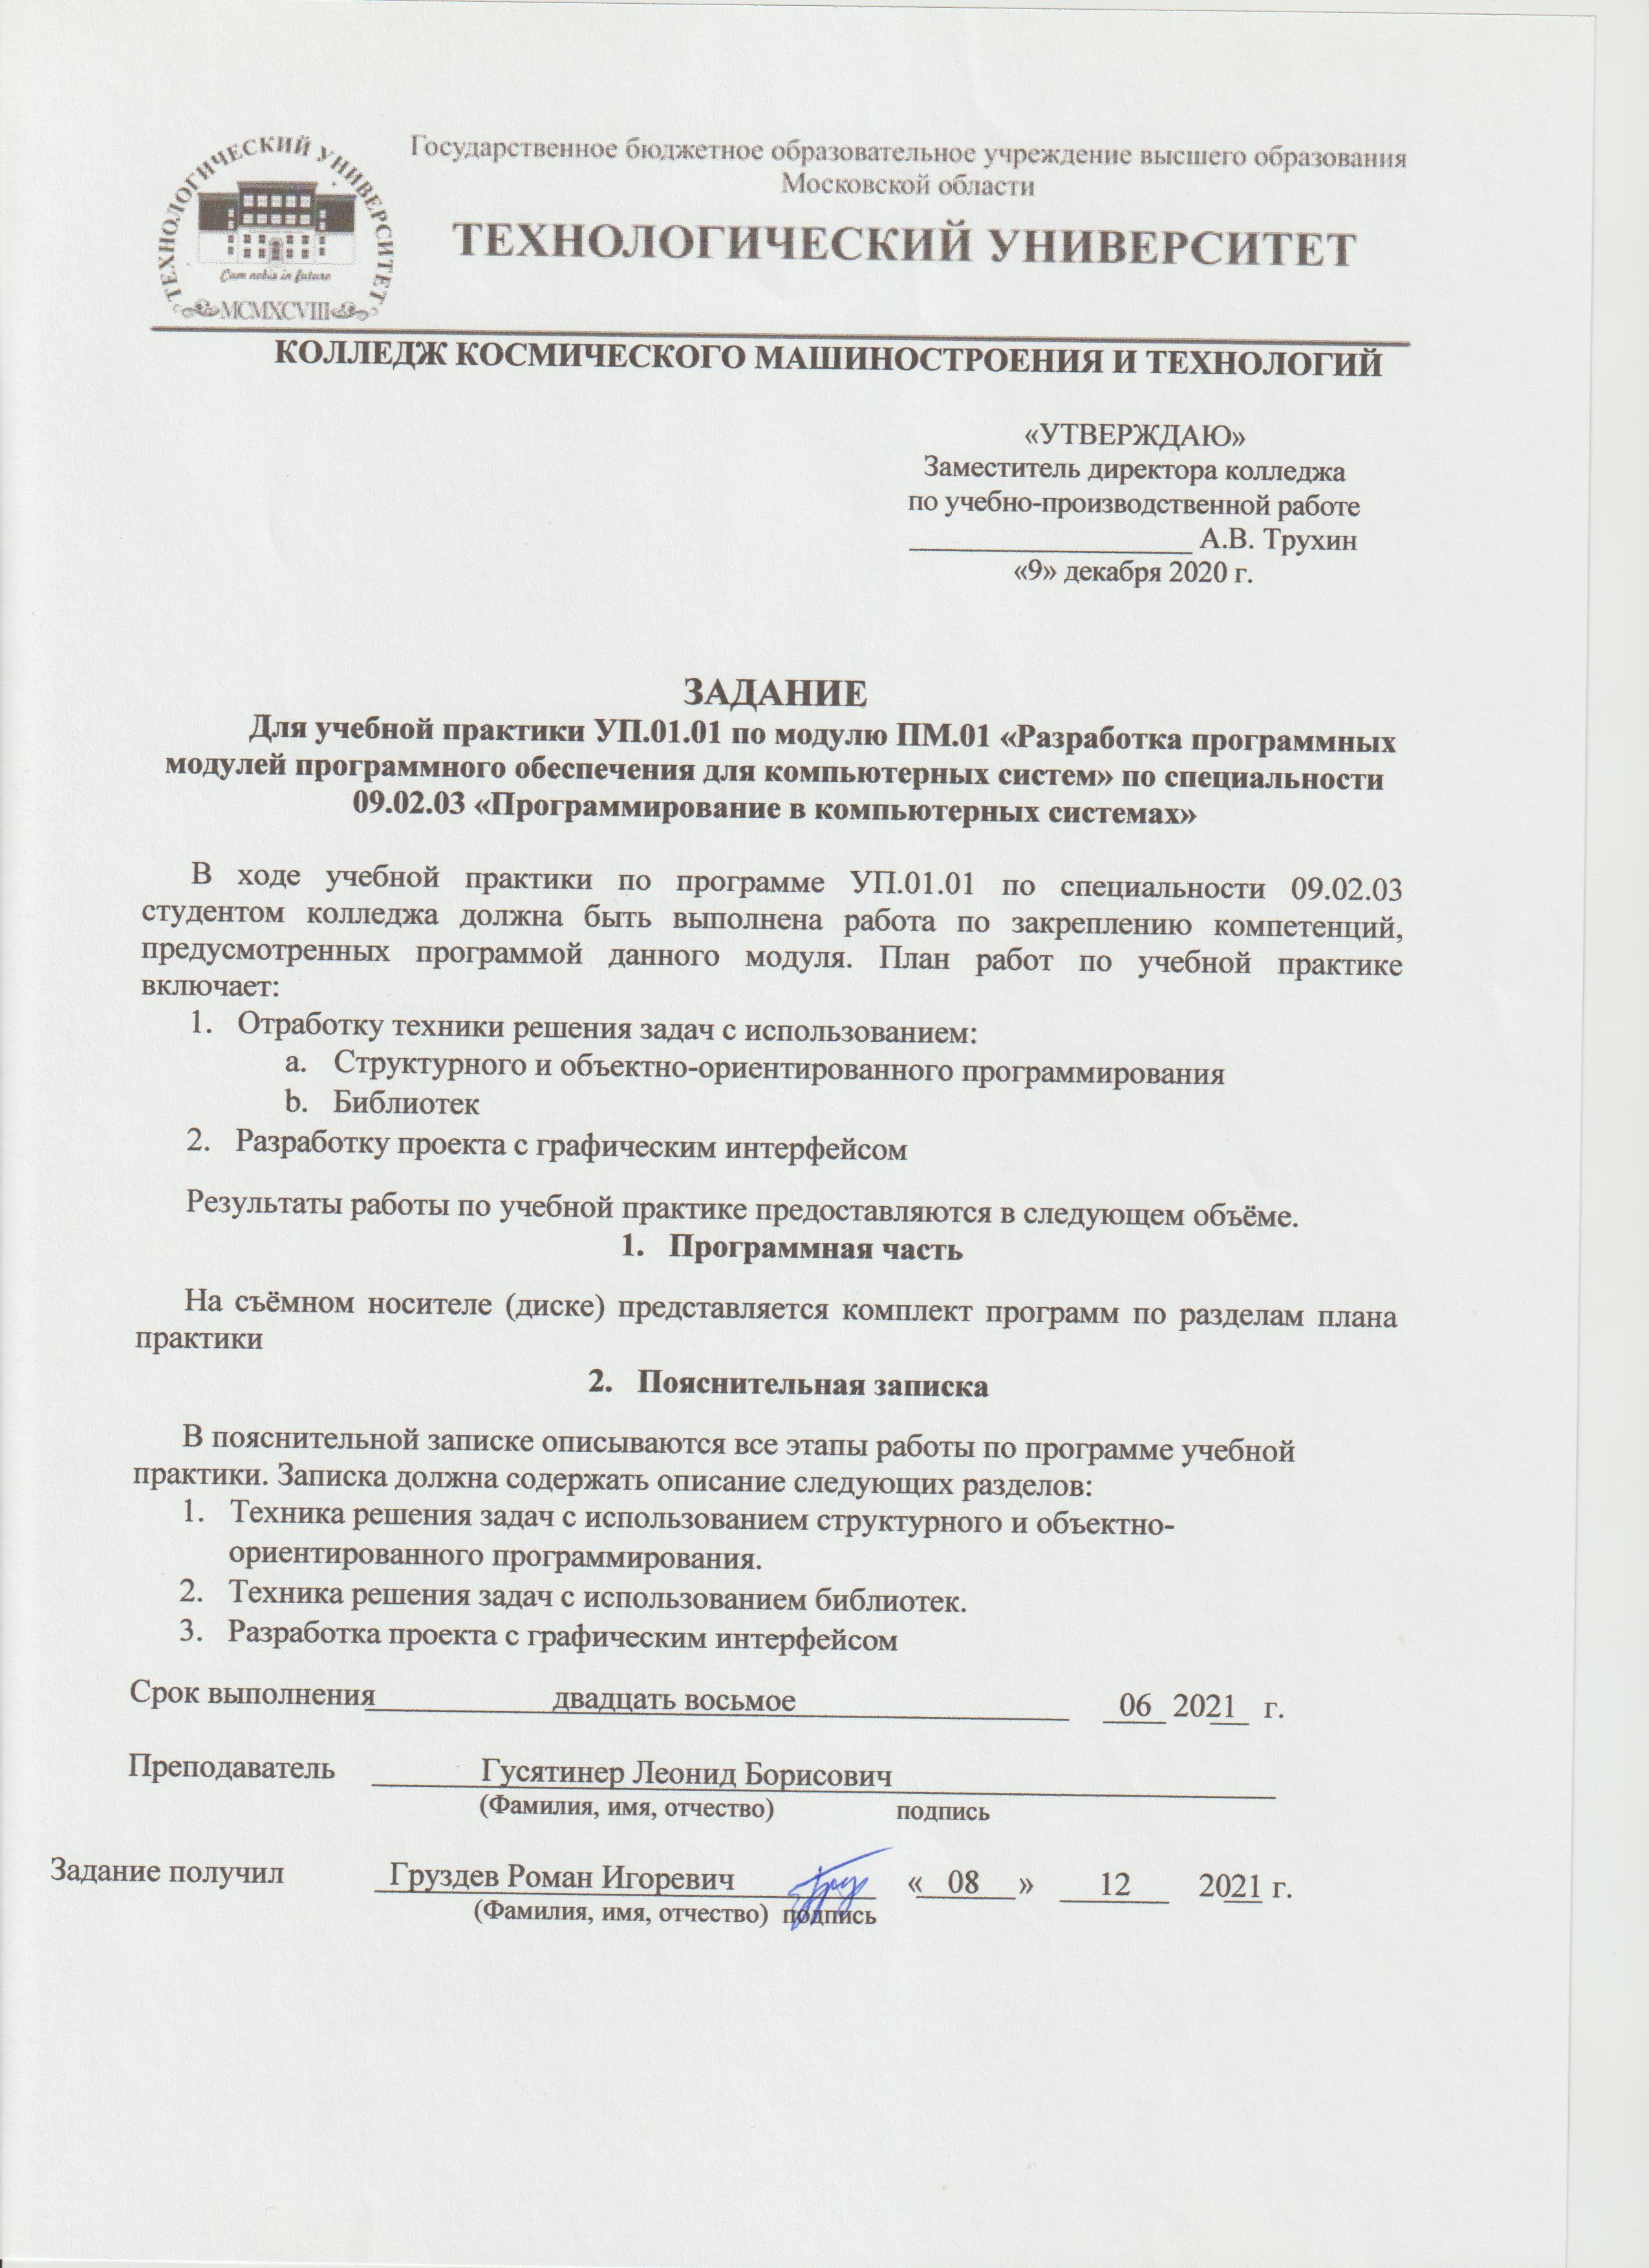 ТЕХНОЛОГИЧЕСКИЙ УНИВЕРСИТЕТ
Cum nobis in futuro
MCMXCVIII
Государственное бюджетное образовательное учреждение высшего образования
Московской области
ТЕХНОЛОГИЧЕСКИЙ УНИВЕРСИТЕТ
КОЛЛЕДЖ КОСМИЧЕСКОГО МАШИНОСТРОЕНИЯ И ТЕХНОЛОГИЙ
«УТВЕРЖДАЮ»
Заместитель директора колледжа
по учебно-производственной работе
__________________ А.В. Трухин
«9» декабря 2020 г.
ЗАДАНИЕ
Для учебной практики УП.01.01 по модулю ПМ.01 «Разработка программных
модулей программного обеспечения для компьютерных систем» по специальности
09.02.03 «Программирование в компьютерных системах»
В ходе учебной практики по программе УП.01.01 по специальности 09.02.03
студентом колледжа должна быть выполнена работа по закреплению компетенций,
предусмотренных программой данного модуля. План работ по учебной практике
включает:
1. Отработку техники решения задач с использованием:
a. Структурного и объектно-ориентированного программирования
b. Библиотек
2. Разработку проекта с графическим интерфейсом
Результаты работы по учебной практике предоставляются в следующем объёме.
1. Программная часть
На съёмном носителе (диске) представляется комплект программ по разделам плана
практики
2. Пояснительная записка
В пояснительной записке описываются все этапы работы по программе учебной
практики. Записка должна содержать описание следующих разделов:
1. Техника решения задач с использованием структурного и объектно-
ориентированного программирования.
2. Техника решения задач с использованием библиотек.
3. Разработка проекта с графическим интерфейсом
Срок выполнения двадцать восьмое 06 2021 г.
Преподаватель Гусятинер Леонид Борисович
(Фамилия, имя, отчество) подпись
Задание получил Груздев Роман Игоревич « 08 » 12 2021 г.
(Фамилия, имя, отчество) подпись